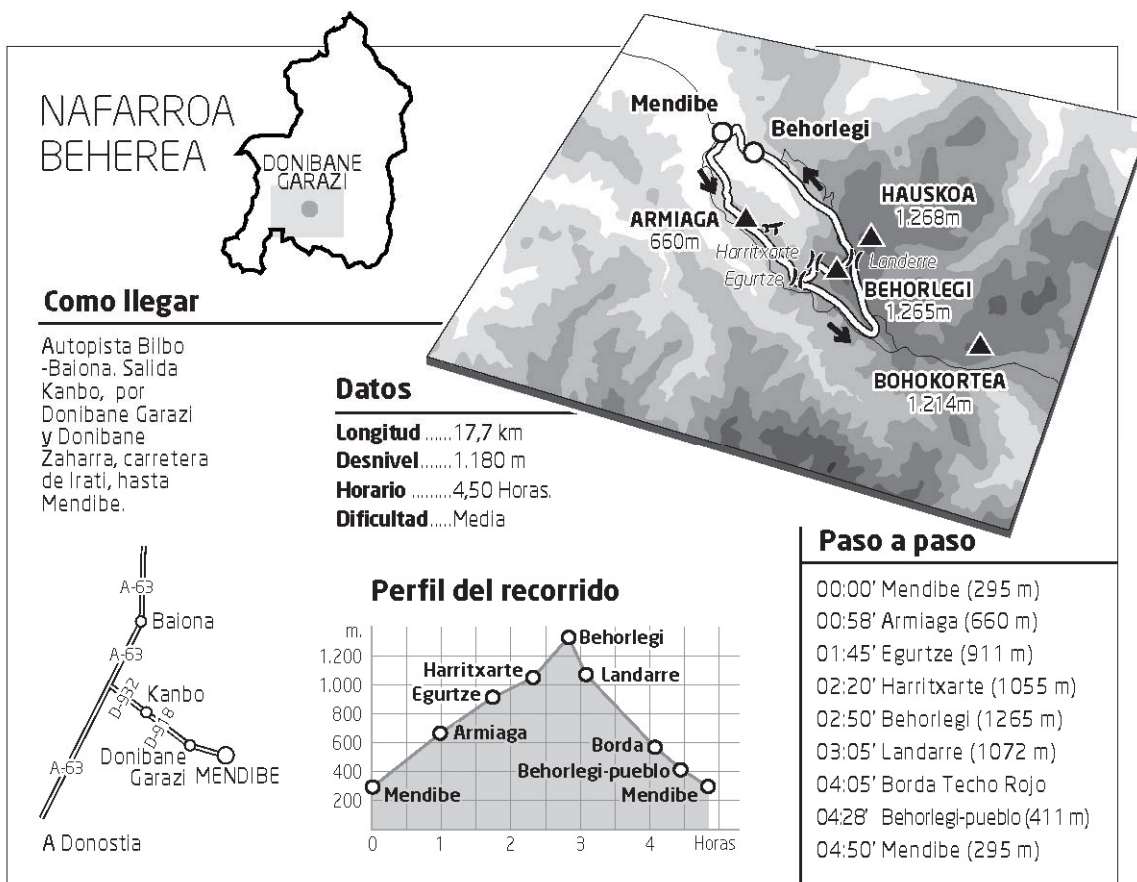 NAFARROA
BEHEREA
DONIBANE
GARAZI
Mendibe
Behorlegi
ARMIAGA
660m
Harritxarte
Egurtze
HAUSKOA
1.268m
Landerre
BEHORLEGI
1.265m
BOHOKORTEA
1.214m
Como llegar
Autopista Bilbo
-Baiona. Salida
Kanbo, por
Donibane Garazi
y Donibane
Zaharra, carretera
de Irati, hasta
Mendibe.
Datos
Longitud ......17,7 km
Desnivel.......1.180 m
Horario .........4,50 Horas.
Dificultad.....Media
A-63
Baiona
A-63
D-932
Kanbo
D-918
Donibane
Garazi
MENDIBE
A-63
A Donostia
Perfil del recorrido
m.
1.200
1.000
800
600
400
200
Behorlegi
Harritxarte
Landarre
Egurtze
Armiaga
Borda
Behorlegi-pueblo
Mendibe
Mendibe
0 1 2 3 4 Horas
Paso a paso
00:00' Mendibe (295 m)
00:58' Armiaga (660 m)
01:45' Egurtze (911 m)
02:20' Harritxarte (1055 m)
02:50' Behorlegi (1265 m)
03:05' Landarre (1072 m)
04:05' Borda Techo Rojo
04:28' Behorlegi-pueblo (411 m)
04:50' Mendibe (295 m)